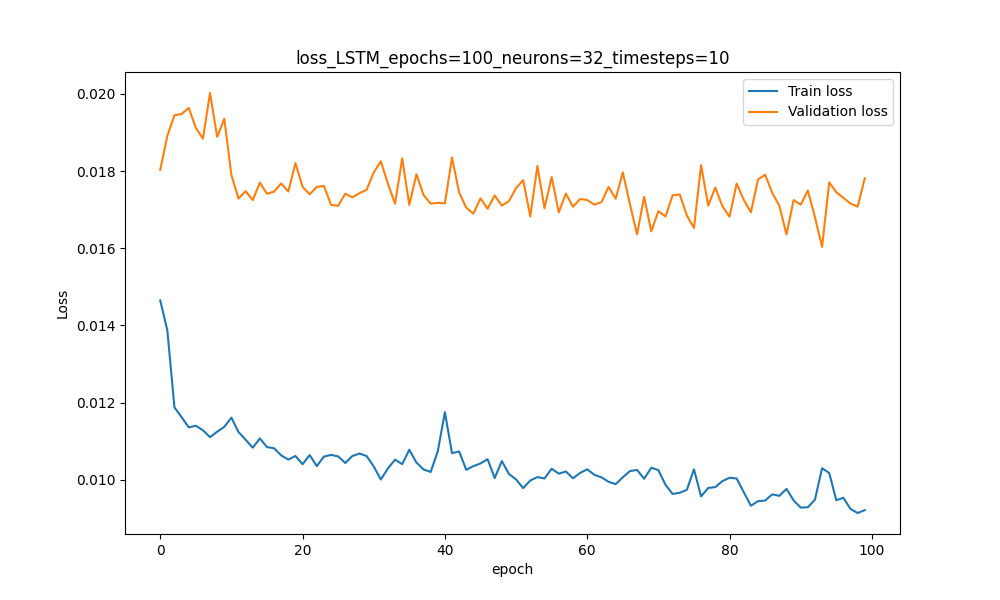 loss_LSTM_epochs=100_neurons=32_timesteps=10
Train loss
Validation loss
0.020
0.018
0.016
0.014
0.012
0.010
Loss
0
20
40
60
80
100
epoch